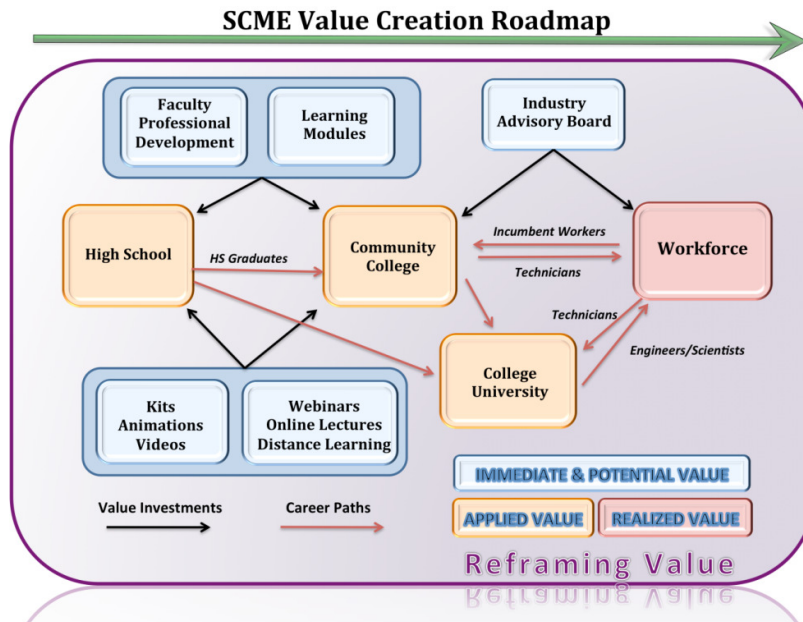 SCME Value Creation Roadmap
Faculty
Professional
Development
Learning
Modules
Industry
Advisory Board
High School
HS Graduates
Community
College
Incumbent Workers
Technicians
Workforce
Technicians
Engineers/Scientists
College
University
Kits
Animations
Videos
Webinars
Online Lectures
Distance Learning
Value Investments
Career Paths
IMMEDIATE & POTENTIAL VALUE
APPLIED VALUE
REALIZED VALUE
Reframing Value